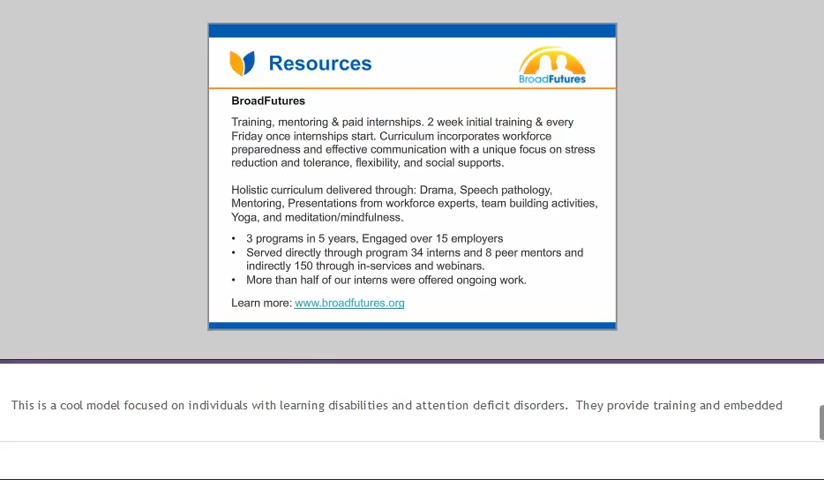 Resources
BroadFutures
BroadFutures
Training, mentoring & paid internships. 2 week initial training & every
Friday once internships start. Curriculum incorporates workforce
preparedness and effective communication with a unique focus on stress
reduction and tolerance, flexibility, and social supports.
Holistic curriculum delivered through: Drama, Speech pathology,
Mentoring, Presentations from workforce experts, team building activities,
Yoga, and meditation/mindfulness.
• 3 programs in 5 years, Engaged over 15 employers
• Served directly through program 34 interns and 8 peer mentors and
indirectly 150 through in-services and webinars.
• More than half of our interns were offered ongoing work.
Learn more: www.broadfutures.org
This is a cool model focused on individuals with learning disabilities and attention deficit disorders. They provide training and embedded